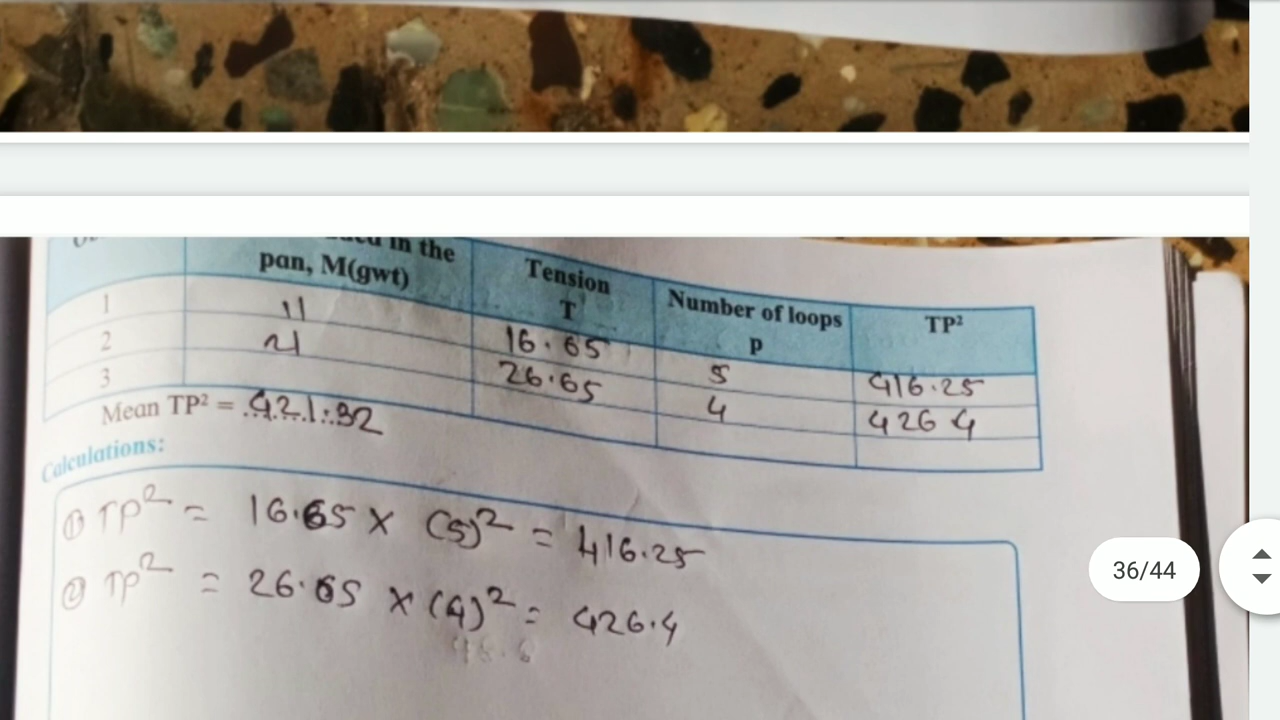 in the
pan, M(gwt)
Tension
T
Number of loops
p
TP²
1 11 16.65 5 416.25
2 21 26.65 4 426 4
3
Mean TP² = 421.32
Calculations:
① TP² = 16.65 × (5)² = 416.25
② TP² = 26.65 × (4)² = 426.4
36/44